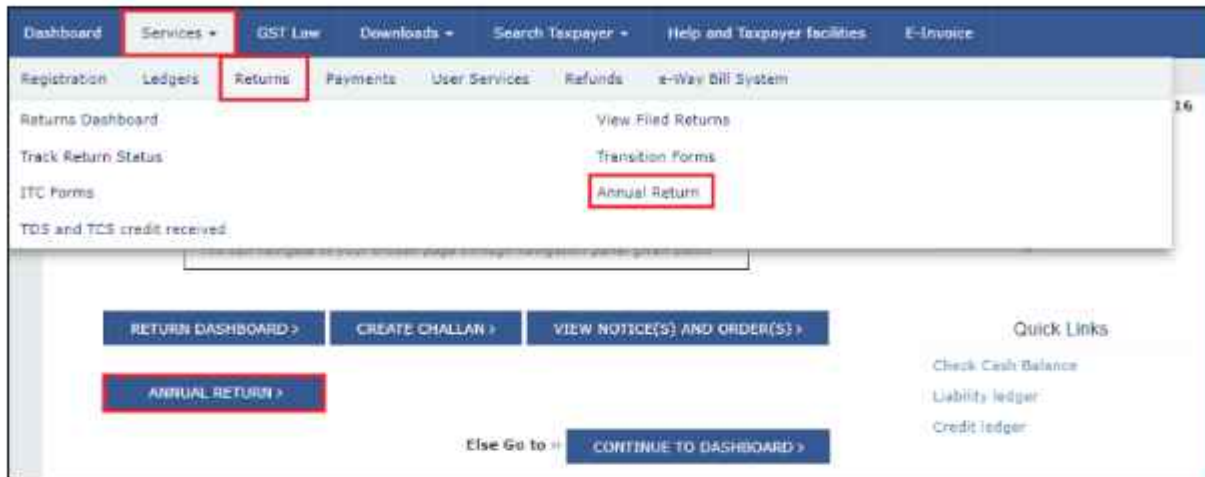 Dashboard Services GST Law Downloads Search Taxpayer Help and Taxpayer facilities E-Invoice
Registration Ledgers Returns Payments User Services Refunds e-Way Bill System
16
Returns Dashboard View Filed Returns
Track Return Status Transition Forms
ITC Forms Annual Return
TDS and TCS credit received
RETURN DASHBOARD > CREATE CHALLAN > VIEW NOTICE(S) AND ORDER(S) > Quick Links
Check Cash Balance
ANNUAL RETURN >
Liability ledger
Credit ledger
Else Go to » CONTINUE TO DASHBOARD >